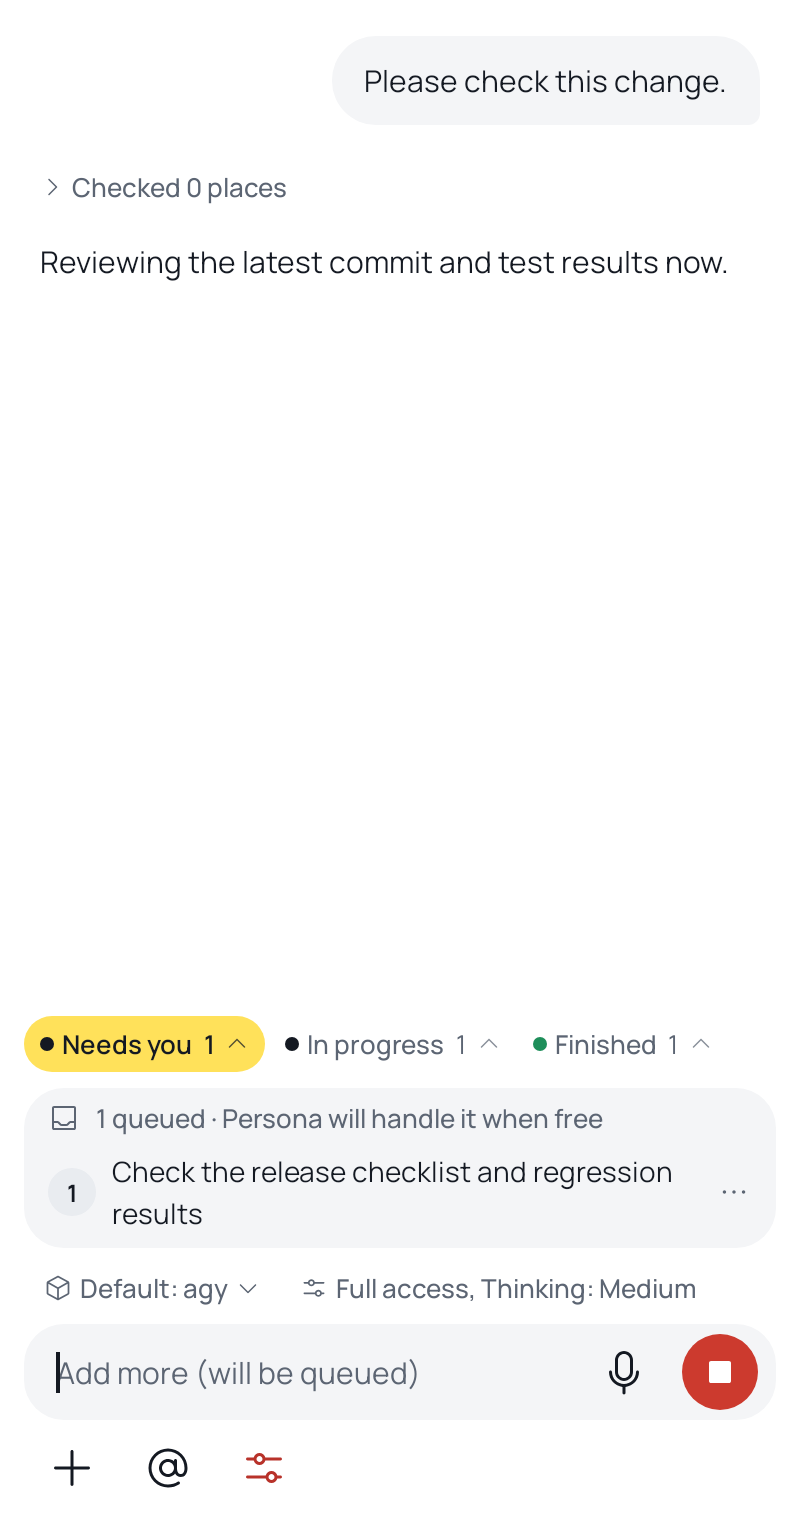 Please check this change.
Checked 0 places
Reviewing the latest commit and test results now.
Needs you 1
In progress 1
Finished 1
1 queued · Persona will handle it when free
1
Check the release checklist and regression
results
Default: agy
Full access, Thinking: Medium
Add more (will be queued)